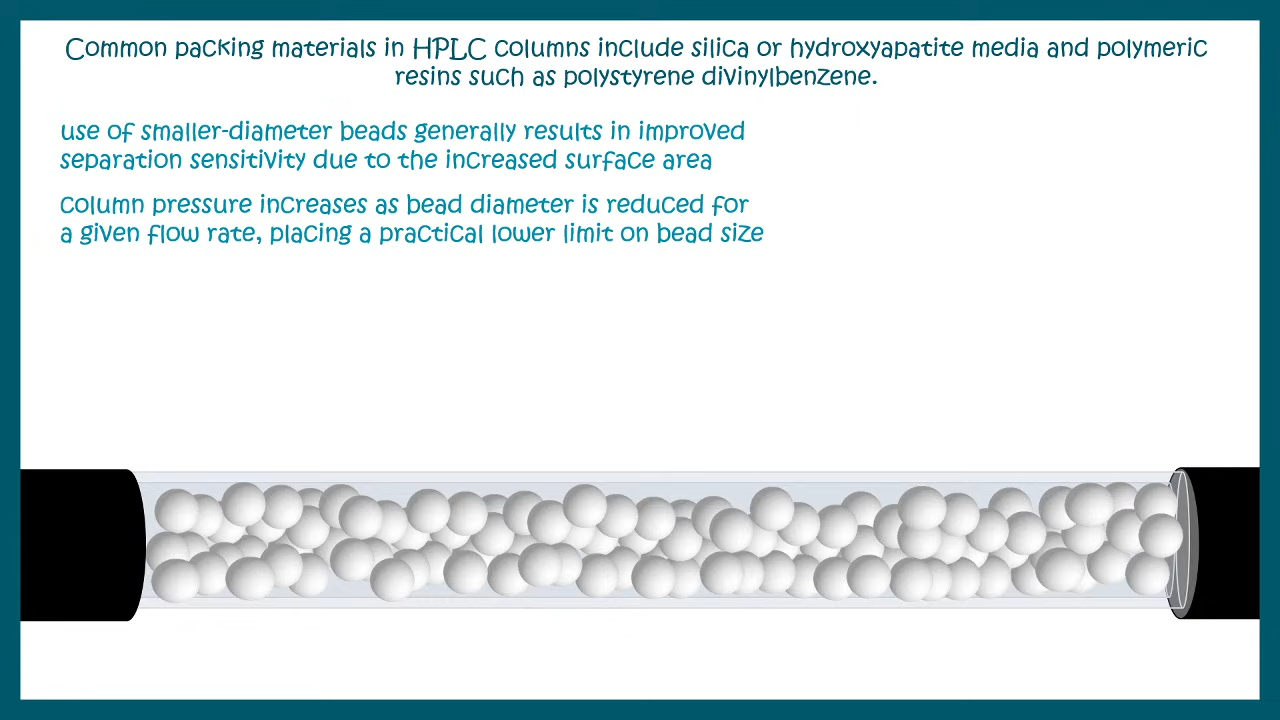 Common packing materials in HPLC columns include silica or hydroxyapatite media and polymeric
resins such as polystyrene divinylbenzene.
use of smaller-diameter beads generally results in improved
separation sensitivity due to the increased surface area
column pressure increases as bead diameter is reduced for
a given flow rate, placing a practical lower limit on bead size